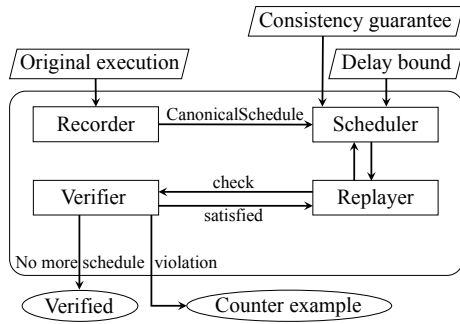 Consistency guarantee
Original execution
Delay bound
Recorder
CanonicalSchedule
Scheduler
Verifier
check
satisfied
Replayer
No more schedule
violation
Verified
Counter example